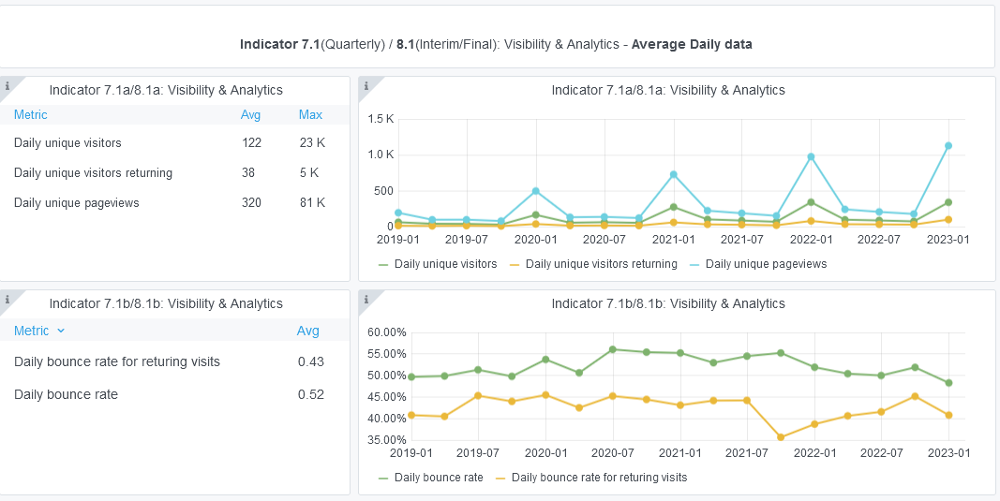 Indicator 7.1(Quarterly) / 8.1(Interim/Final): Visibility & Analytics - Average Daily data
i
Indicator 7.1a/8.1a: Visibility & Analytics
Metric Avg Max
Daily unique visitors 122 23 K
Daily unique visitors returning 38 5 K
Daily unique pageviews 320 81 K
i
Indicator 7.1a/8.1a: Visibility & Analytics
1.5 K
1.0 K
500
0
2019-01 2019-07 2020-01 2020-07 2021-01 2021-07 2022-01 2022-07 2023-01
Daily unique visitors Daily unique visitors returning Daily unique pageviews
i
Indicator 7.1b/8.1b: Visibility & Analytics
Metric Avg
Daily bounce rate for returing visits 0.43
Daily bounce rate 0.52
i
Indicator 7.1b/8.1b: Visibility & Analytics
60.00%
55.00%
50.00%
45.00%
40.00%
35.00%
2019-01 2019-07 2020-01 2020-07 2021-01 2021-07 2022-01 2022-07 2023-01
Daily bounce rate Daily bounce rate for returing visits